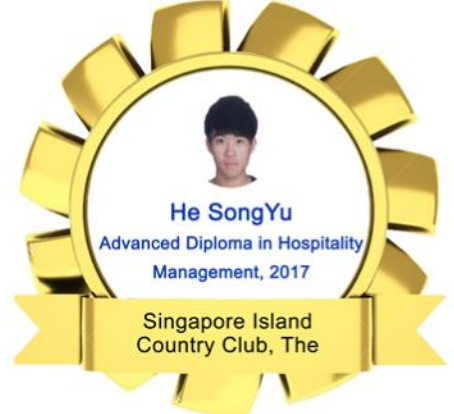 He SongYu
Advanced Diploma in Hospitality
Management, 2017
Singapore Island
Country Club, The